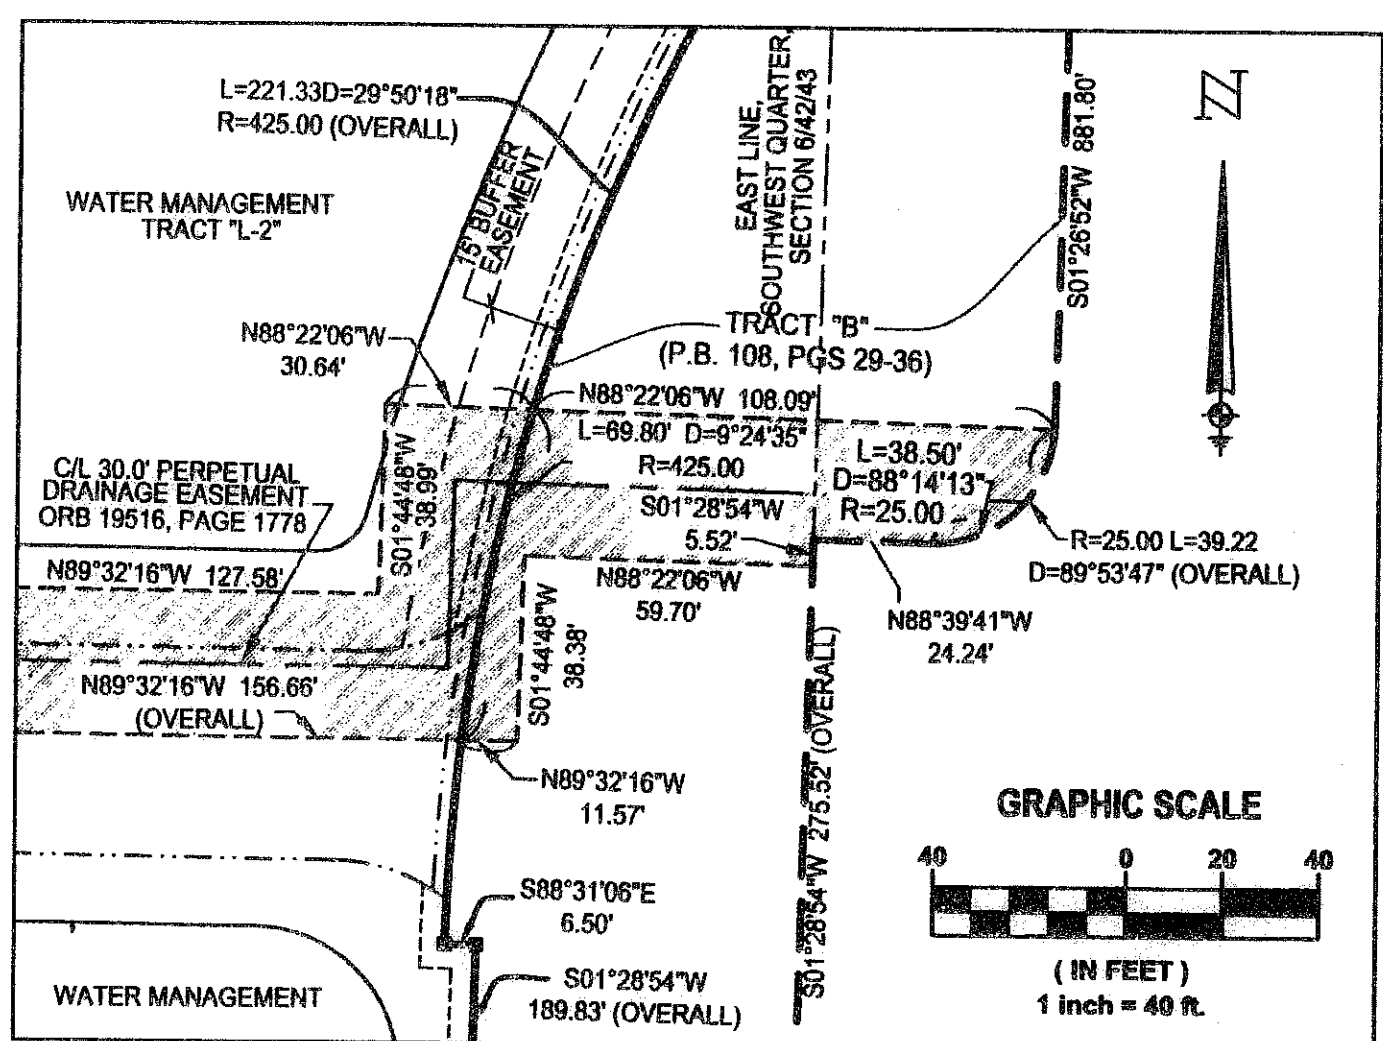 L=221.33D=29°50'18"
R=425.00 (OVERALL)
WATER MANAGEMENT
TRACT "L-2"
15' BUFFER
EASEMENT
EAST LINE,
SOUTHWEST QUARTER,
SECTION 6/42/43
S01°26'52"W 881.80'
N
TRACT "B"
(P.B. 108, PGS 29-36)
N88°22'06"W
30.64'
N88°22'06"W 108.09'
L=69.80' D=9°24'35"
R=425.00
L=38.50'
D=88°14'13"
R=25.00
C/L 30.0' PERPETUAL
DRAINAGE EASEMENT
ORB 19516, PAGE 1778
S01°44'48"W
38.99'
S01°28'54"W
5.52'
R=25.00 L=39.22
D=89°53'47" (OVERALL)
N89°32'16"W 127.58'
N88°22'06"W
59.70'
N88°39'41"W
24.24'
S01°44'48"W
38.38'
N89°32'16"W 156.66'
(OVERALL)
S01°28'54"W 275.52' (OVERALL)
N89°32'16"W
11.57'
S88°31'06"E
6.50'
S01°28'54"W
189.83' (OVERALL)
WATER MANAGEMENT
GRAPHIC SCALE
40 0 20 40
( IN FEET )
1 inch = 40 ft.